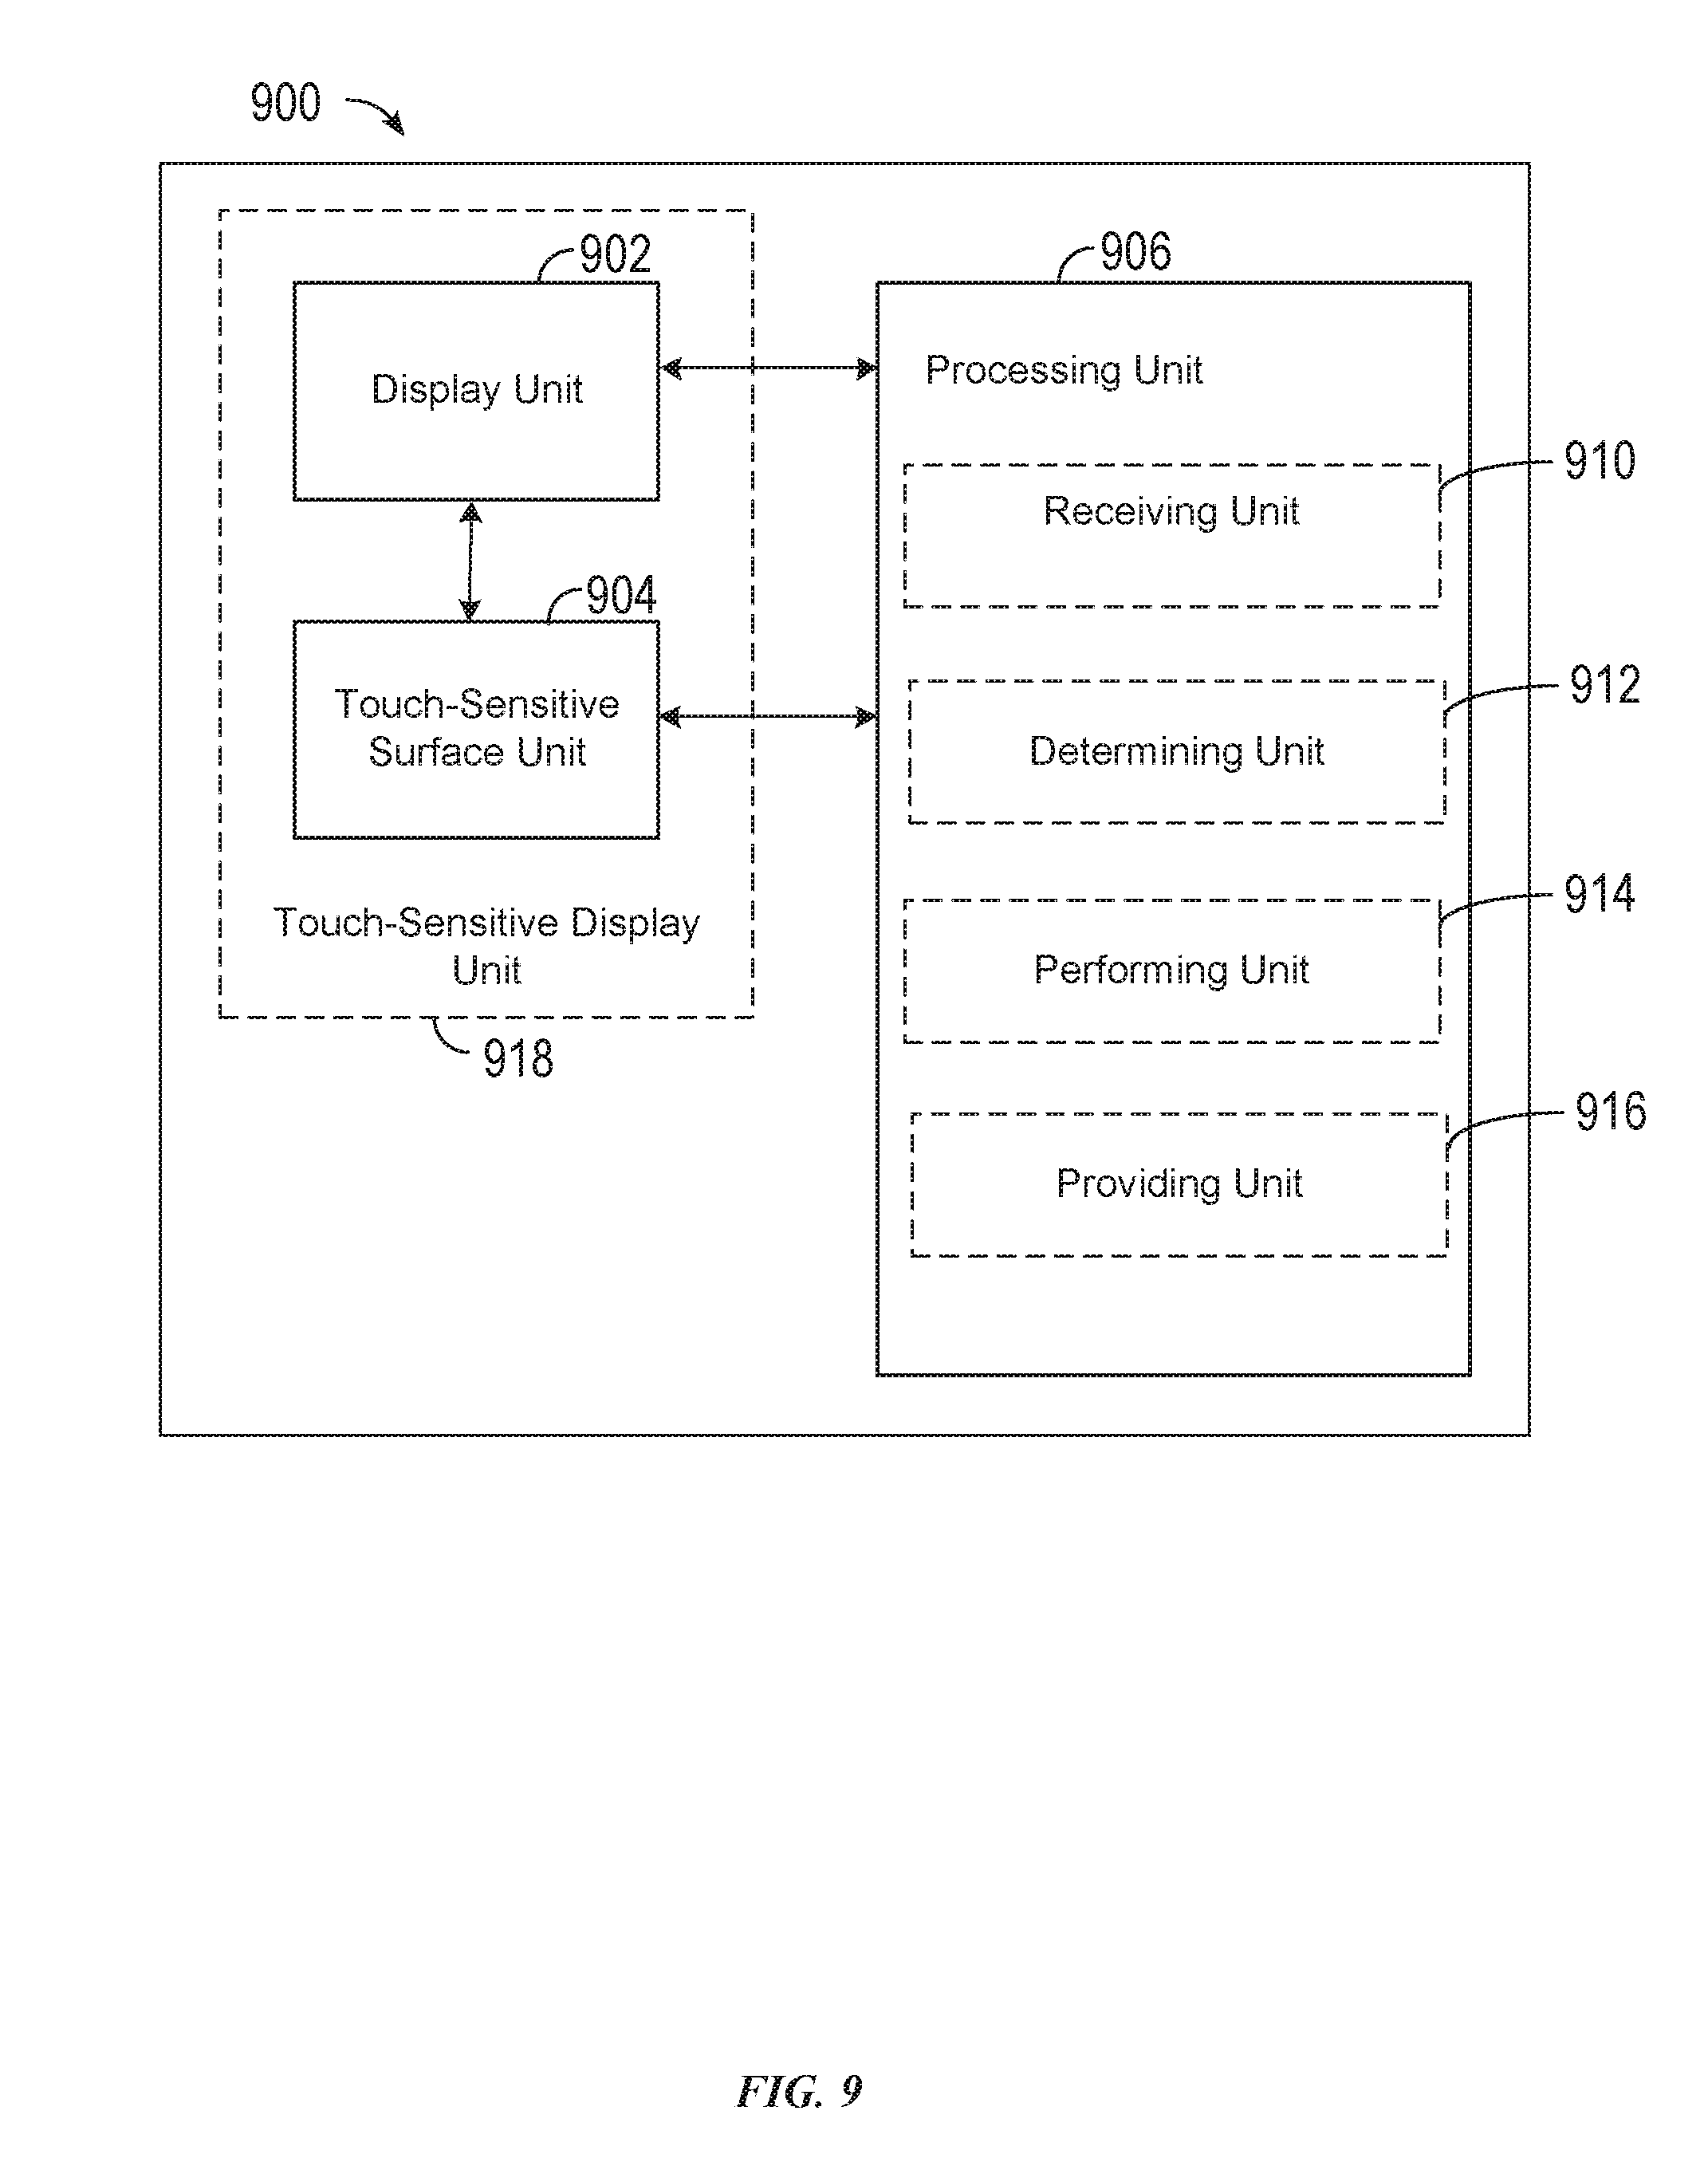 900
902
Display Unit
904
Touch-Sensitive
Surface Unit
Touch-Sensitive Display
Unit
918
906
Processing Unit
910
Receiving Unit
912
Determining Unit
914
Performing Unit
916
Providing Unit
FIG. 9